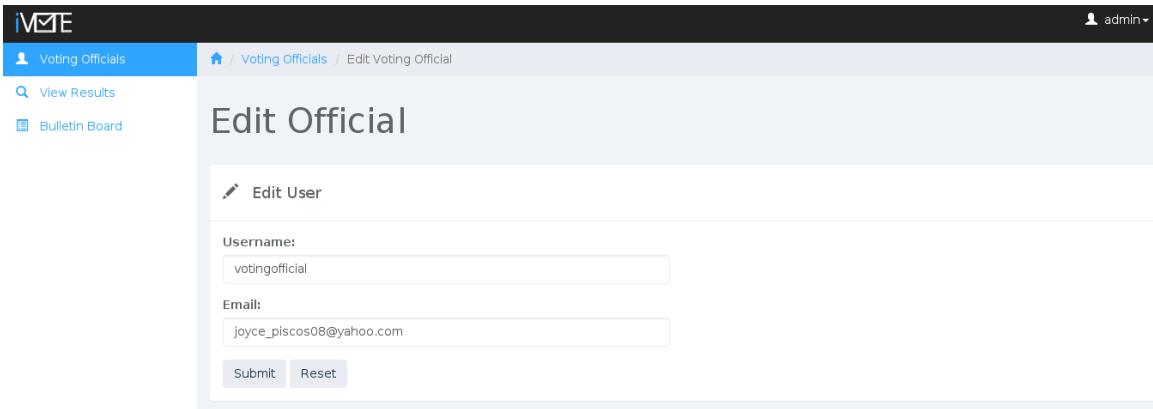 iVOTE
admin
Voting Officials
/ Voting Officials / Edit Voting Official
View Results
Bulletin Board
Edit Official
Edit User
Username:
votingofficial
Email:
joyce_piscos08@yahoo.com
Submit Reset